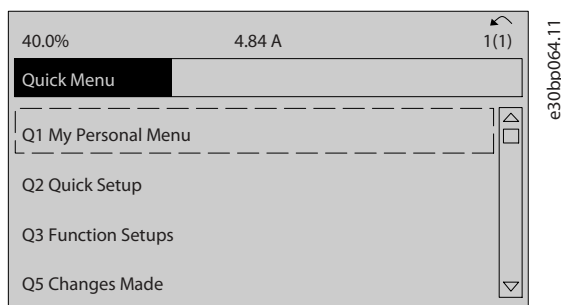 40.0% 4.84 A 1(1)
Quick Menu
Q1 My Personal Menu
Q2 Quick Setup
Q3 Function Setups
Q5 Changes Made
e30bp064.11